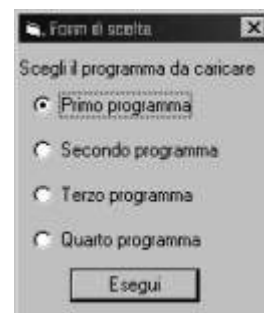 Form di scelta
Scegli il programma da caricare
Primo programma
Secondo programma
Terzo programma
Quarto programma
Esegui